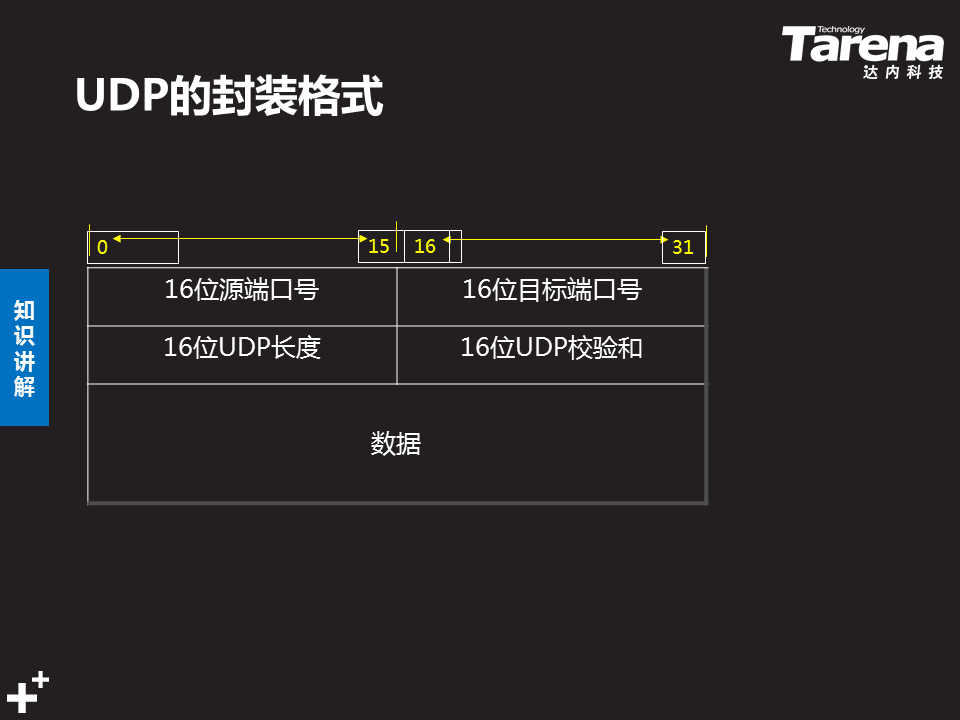 Technology
Tarena
达内科技
UDP的封装格式
0
15
16
31
16位源端口号
16位目标端口号
16位UDP长度
16位UDP校验和
数据
知识讲解